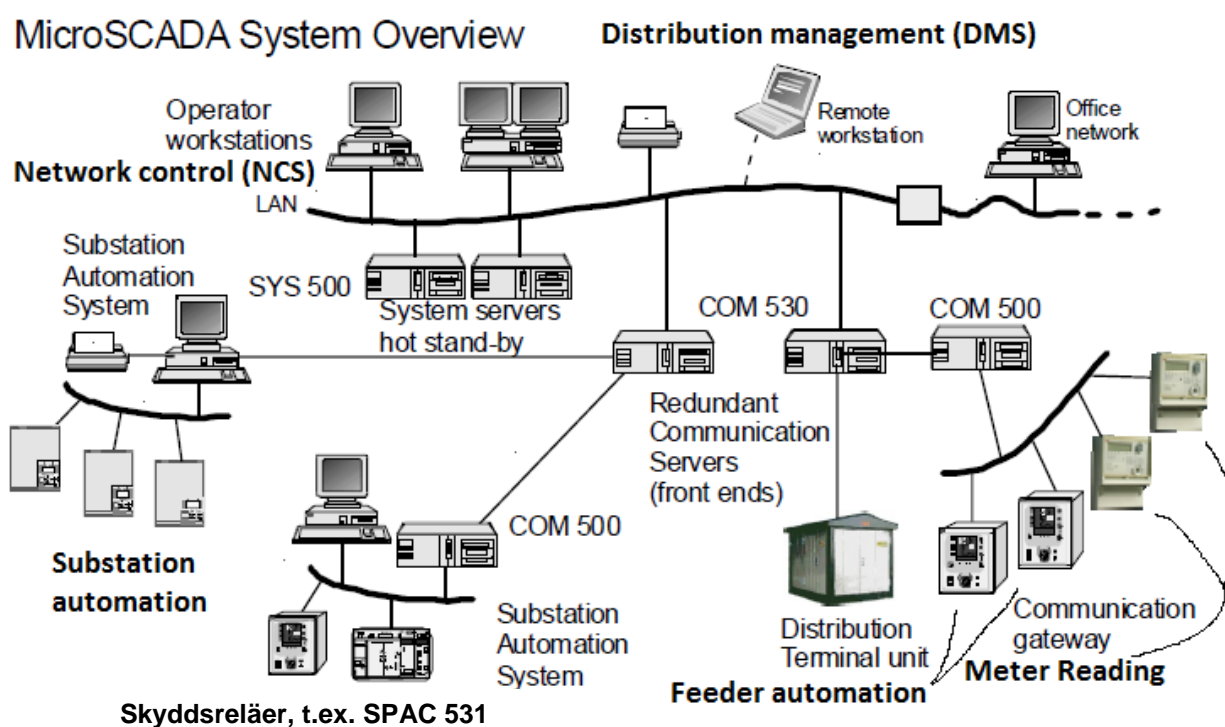 MicroSCADA System Overview
Distribution management (DMS)
Operator
workstations
Remote
workstation
Office
network
Network control (NCS)
LAN
Substation
Automation
System
SYS 500
System servers
hot stand-by
COM 530
COM 500
Redundant
Communication
Servers
(front ends)
COM 500
Substation
automation
Substation
Automation
System
Distribution
Terminal unit
Communication
gateway
Feeder automation
Meter Reading
Skyddsreläer, t.ex. SPAC 531